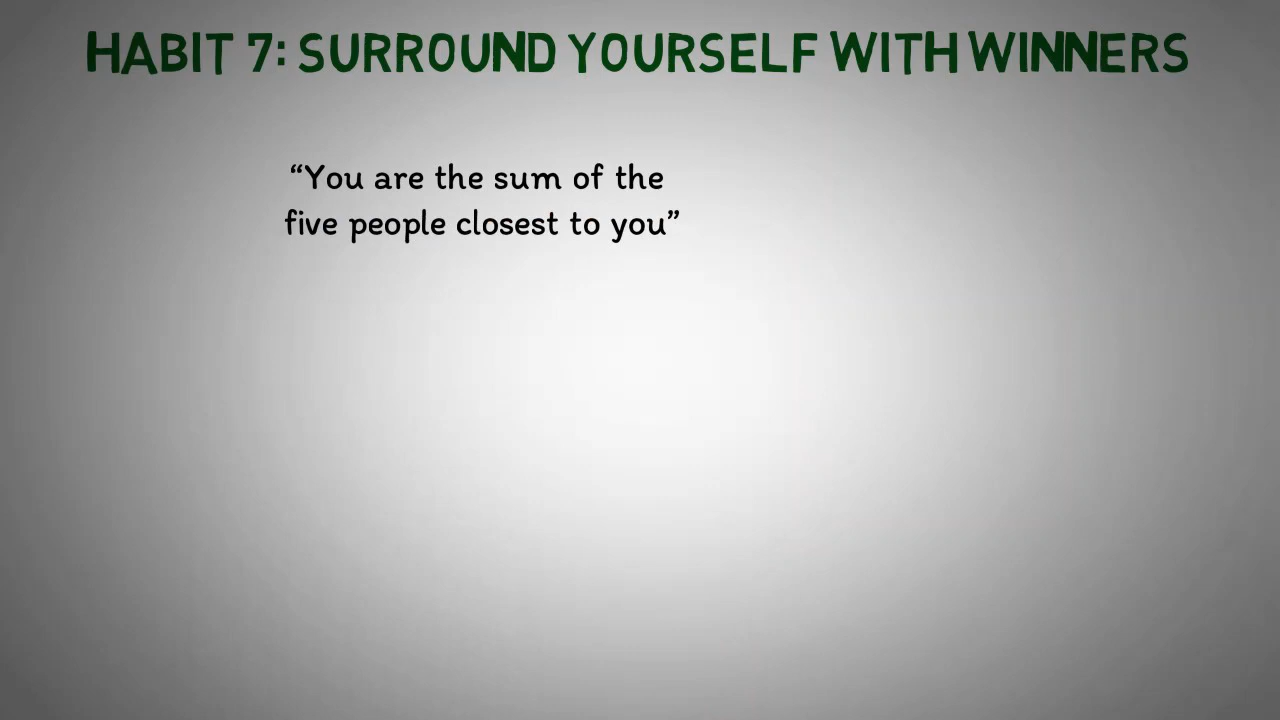 HABIT 7: SURROUND YOURSELF WITH WINNERS
“You are the sum of the
five people closest to you”